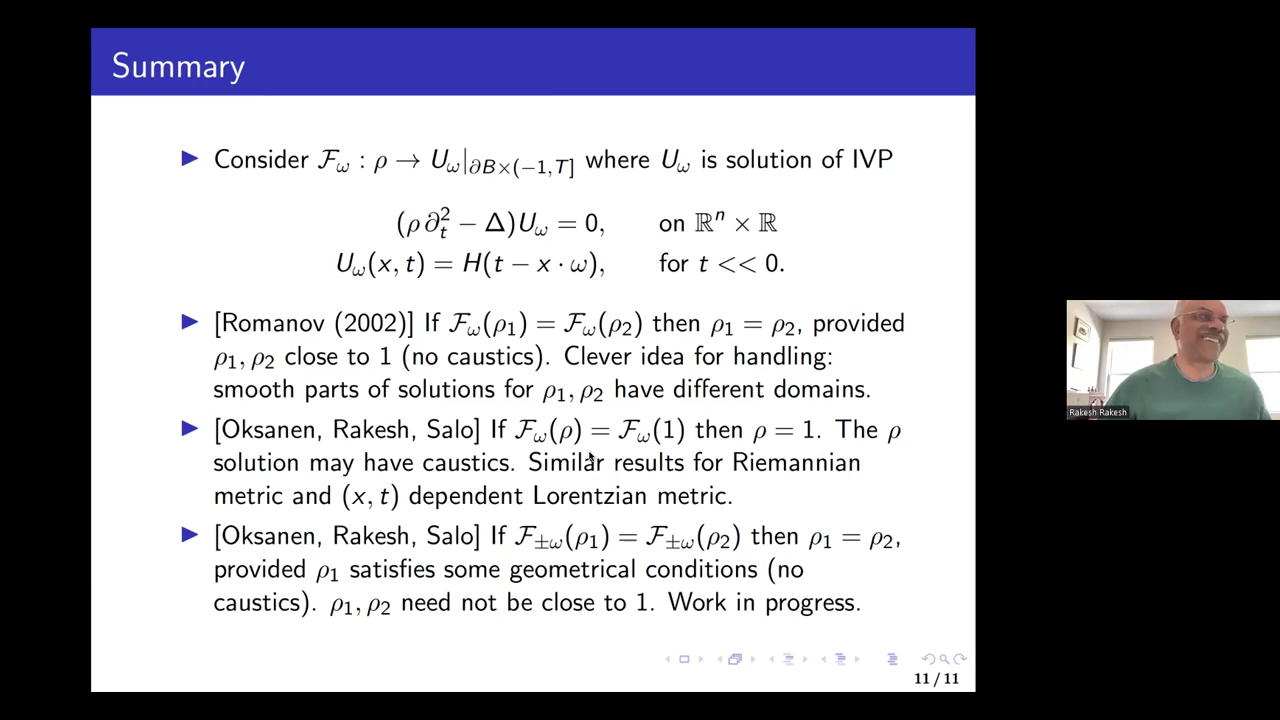 Summary
▶ Consider ℱ_ω : ρ → U_ω|_{∂B×(−1,T]} where U_ω is solution of IVP
(ρ ∂_t^2 − Δ)U_ω = 0, on ℝ^n × ℝ
U_ω(x, t) = H(t − x · ω), for t << 0.
▶ [Romanov (2002)] If ℱ_ω(ρ_1) = ℱ_ω(ρ_2) then ρ_1 = ρ_2, provided
ρ_1, ρ_2 close to 1 (no caustics). Clever idea for handling:
smooth parts of solutions for ρ_1, ρ_2 have different domains.
▶ [Oksanen, Rakesh, Salo] If ℱ_ω(ρ) = ℱ_ω(1) then ρ = 1. The ρ
solution may have caustics. Similar results for Riemannian
metric and (x, t) dependent Lorentzian metric.
▶ [Oksanen, Rakesh, Salo] If ℱ_{±ω}(ρ_1) = ℱ_{±ω}(ρ_2) then ρ_1 = ρ_2,
provided ρ_1 satisfies some geometrical conditions (no
caustics). ρ_1, ρ_2 need not be close to 1. Work in progress.
11 / 11
Rakesh Rakesh